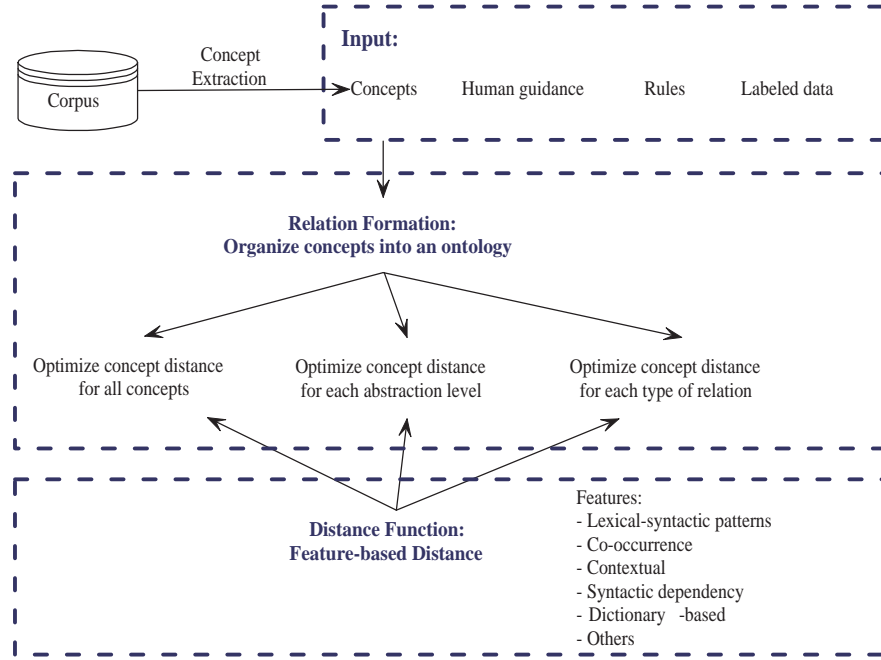 Input:
Concept
Extraction
Corpus
Concepts Human guidance Rules Labeled data
Relation Formation:
Organize concepts into an ontology
Optimize concept distance
for all concepts
Optimize concept distance
for each abstraction level
Optimize concept distance
for each type of relation
Distance Function:
Feature-based Distance
Features:
- Lexical-syntactic patterns
- Co-occurrence
- Contextual
- Syntactic dependency
- Dictionary -based
- Others